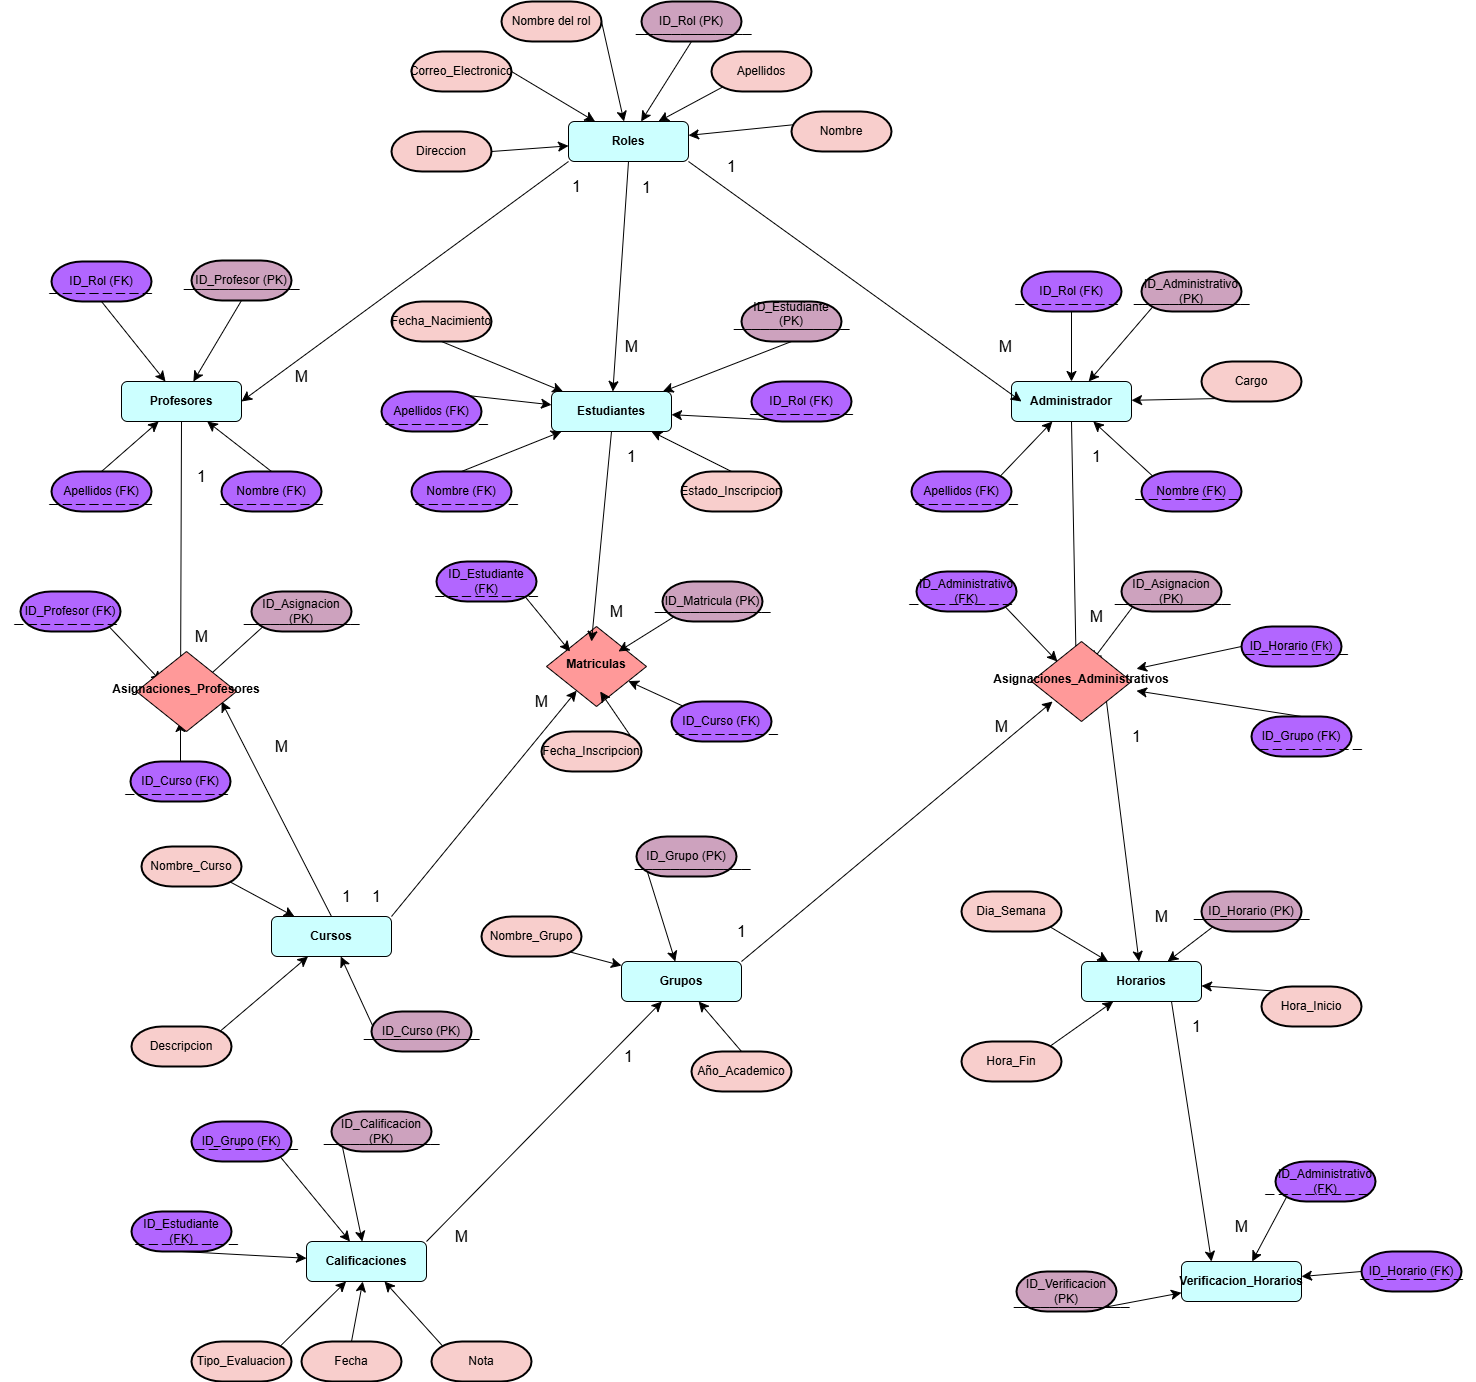 Nombre del rol
ID_Rol (PK)
Correo_Electronico
Apellidos
Nombre
Direccion
Roles
1
1
1
ID_Rol (FK)
ID_Profesor (PK)
ID_Rol (FK)
ID_Administrativo
(PK)
Fecha_Nacimiento
ID_Estudiante
(PK)
M
M
M
Cargo
Profesores
Estudiantes
Administrador
Apellidos (FK)
ID_Rol (FK)
1
1
1
Apellidos (FK)
Nombre (FK)
Nombre (FK)
Estado_Inscripcion
Apellidos (FK)
Nombre (FK)
ID_Estudiante
(FK)
ID_Matricula (PK)
ID_Administrativo
(FK)
ID_Asignacion
(PK)
ID_Profesor (FK)
ID_Asignacion
(PK)
M
M
M
ID_Horario (Fk)
Matriculas
Asignaciones_Profesores
Asignaciones_Administrativos
M
ID_Curso (FK)
M
1
ID_Grupo (FK)
M
Fecha_Inscripcion
ID_Curso (FK)
Nombre_Curso
ID_Grupo (PK)
1
1
Dia_Semana
ID_Horario (PK)
M
Cursos
Nombre_Grupo
1
Grupos
Horarios
Hora_Inicio
Descripcion
ID_Curso (PK)
1
1
Hora_Fin
Año_Academico
ID_Grupo (FK)
ID_Calificacion
(PK)
ID_Administrativo
(FK)
ID_Estudiante
(FK)
M
M
Calificaciones
ID_Verificacion
(PK)
Verificacion_Horarios
ID_Horario (FK)
Tipo_Evaluacion
Fecha
Nota